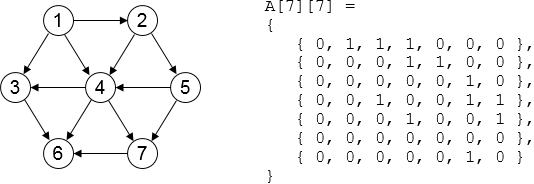 1 2
3 4 5
6 7
A[7][7] =
{
{ 0, 1, 1, 1, 0, 0, 0 },
{ 0, 0, 0, 1, 1, 0, 0 },
{ 0, 0, 0, 0, 0, 1, 0 },
{ 0, 0, 1, 0, 0, 1, 1 },
{ 0, 0, 0, 1, 0, 0, 1 },
{ 0, 0, 0, 0, 0, 0, 0 },
{ 0, 0, 0, 0, 0, 1, 0 }
}